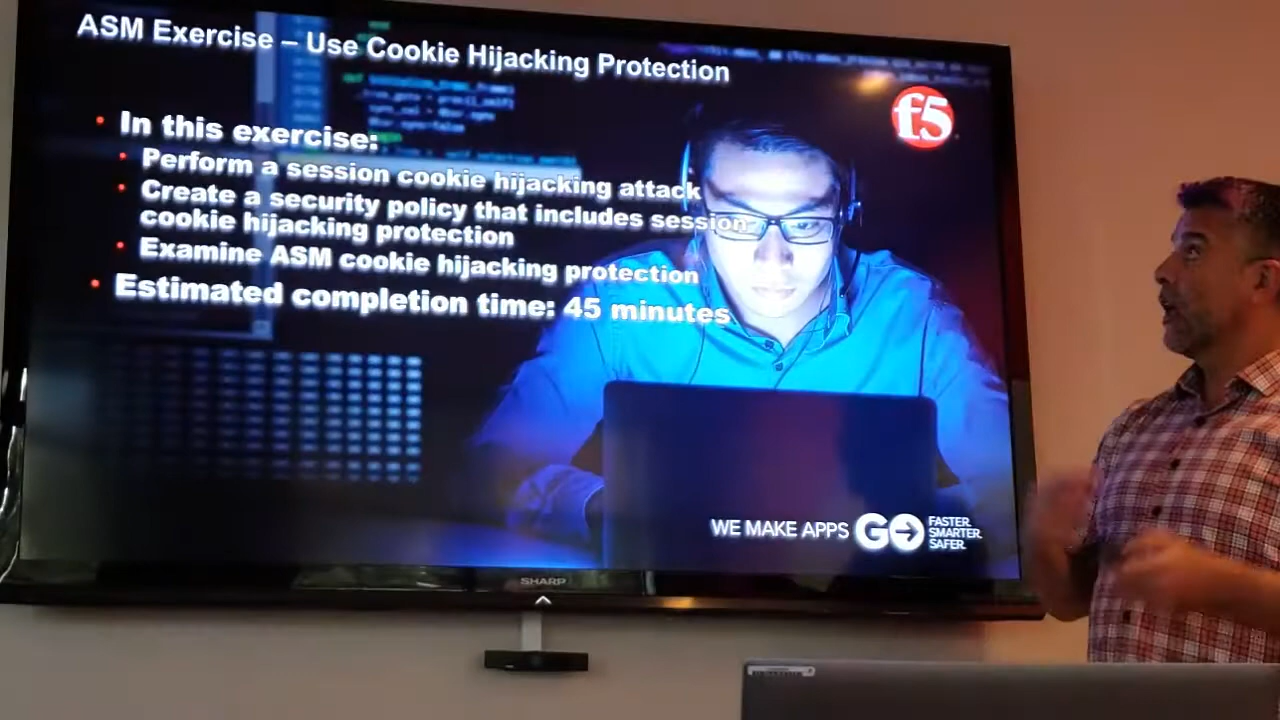 ASM Exercise – Use Cookie Hijacking Protection
f5
• In this exercise:
• Perform a session cookie hijacking attack
• Create a security policy that includes session
cookie hijacking protection
• Examine ASM cookie hijacking protection
• Estimated completion time: 45 minutes
WE MAKE APPS GO FASTER.
SMARTER.
SAFER.
SHARP